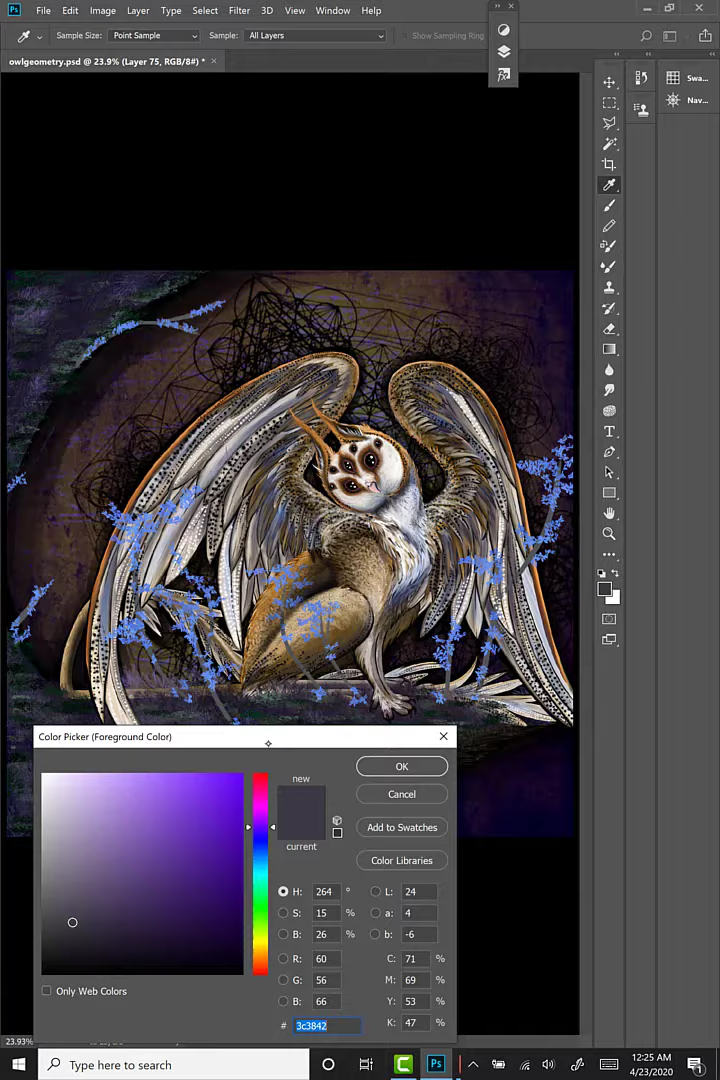 Ps File Edit Image Layer Type Select Filter 3D View Window Help
Sample Size: Point Sample Sample: All Layers Show Sampling Ring
owlgeometry.psd @ 23.9% (Layer 75, RGB/8#) *
Swa...
Nav...
Color Picker (Foreground Color)
new
current
OK
Cancel
Add to Swatches
Color Libraries
H: 264 ° L: 24
S: 15 % a: 4
B: 26 % b: -6
R: 60 C: 71 %
G: 56 M: 69 %
B: 66 Y: 53 %
# 3c3842 K: 47 %
Only Web Colors
23.93%
Type here to search
Ps
12:25 AM
4/23/2020
1